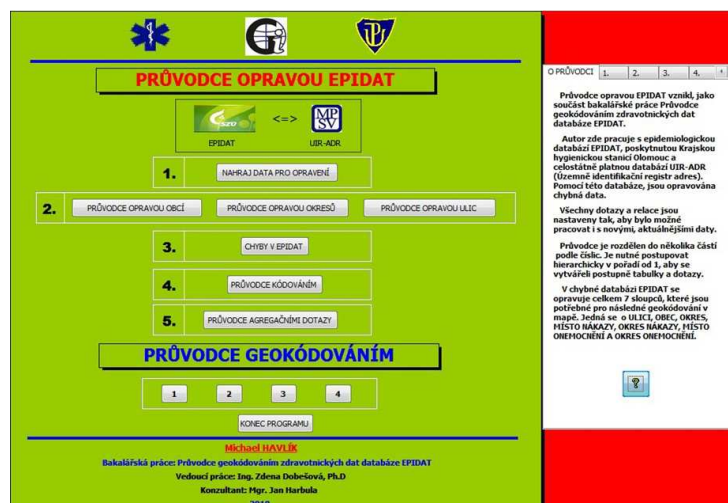 PRŮVODCE OPRAVOU EPIDAT
SZÚ
<=>
MP
SV
EPIDAT
UIR-ADR
1.
NAHRAJ DATA PRO OPRAVENÍ
2.
PRŮVODCE OPRAVOU OBCÍ
PRŮVODCE OPRAVOU OKRESŮ
PRŮVODCE OPRAVOU ULIC
3.
CHYBY V EPIDAT
4.
PRŮVODCE KÓDOVÁNÍM
5.
PRŮVODCE AGREGAČNÍMI DOTAZY
PRŮVODCE GEOKÓDOVÁNÍM
1
2
3
4
KONEC PROGRAMU
Michael HAVLÍK
Bakalářská práce: Průvodce geokódováním zdravotnických dat databáze EPIDAT
Vedoucí práce: Ing. Zdena Dobešová, Ph.D
Konzultant: Mgr. Jan Harbula
O PRŮVODCI
1.
2.
3.
4.
Průvodce opravou EPIDAT vznikl, jako
součást bakalářské práce Průvodce
geokódováním zdravotnických dat
databáze EPIDAT.
Autor zde pracuje s epidemiologickou
databází EPIDAT, poskytnutou Krajskou
hygienickou stanicí Olomouc a
celostátně platnou databází UIR-ADR
(Územně identifikační registr adres).
Pomocí této databáze, jsou opravována
chybná data.
Všechny dotazy a relace jsou
nastaveny tak, aby bylo možné
pracovat i s novými, aktuálnějšími daty.
Průvodce je rozdělen do několika částí
podle číslic. Je nutné postupovat
hierarchicky v pořadí od 1, aby se
vytvářeli postupně tabulky a dotazy.
V chybné databázi EPIDAT se
opravuje celkem 7 sloupců, které jsou
potřebné pro následné geokódování v
mapě. Jedná se o ULICI, OBEC, OKRES,
MÍSTO NÁKAZY, OKRES NÁKAZY, MÍSTO
ONEMOCNĚNÍ A OKRES ONEMOCNĚNÍ.
?